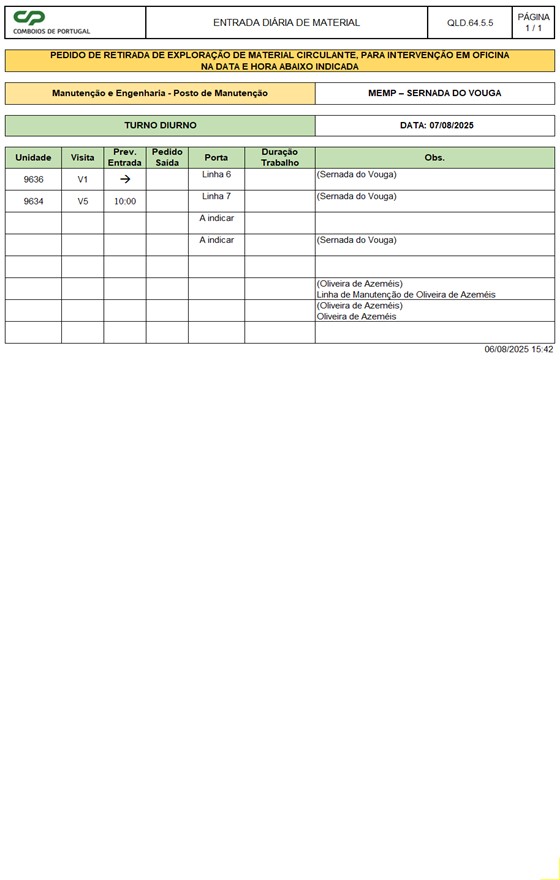 CP
COMBOIOS DE PORTUGAL
ENTRADA DIÁRIA DE MATERIAL
QLD.64.5.5
PÁGINA
1 / 1
PEDIDO DE RETIRADA DE EXPLORAÇÃO DE MATERIAL CIRCULANTE, PARA INTERVENÇÃO EM OFICINA
NA DATA E HORA ABAIXO INDICADA
Manutenção e Engenharia - Posto de Manutenção
MEMP – SERNADA DO VOUGA
TURNO DIURNO
DATA: 07/08/2025
Unidade Visita Prev. Entrada Pedido Saída Porta Duração Trabalho Obs.
9636 V1 → Linha 6 (Sernada do Vouga)
9634 V5 10:00 Linha 7 (Sernada do Vouga)
A indicar
A indicar (Sernada do Vouga)
(Oliveira de Azeméis)
Linha de Manutenção de Oliveira de Azeméis
(Oliveira de Azeméis)
Oliveira de Azeméis
06/08/2025 15:42